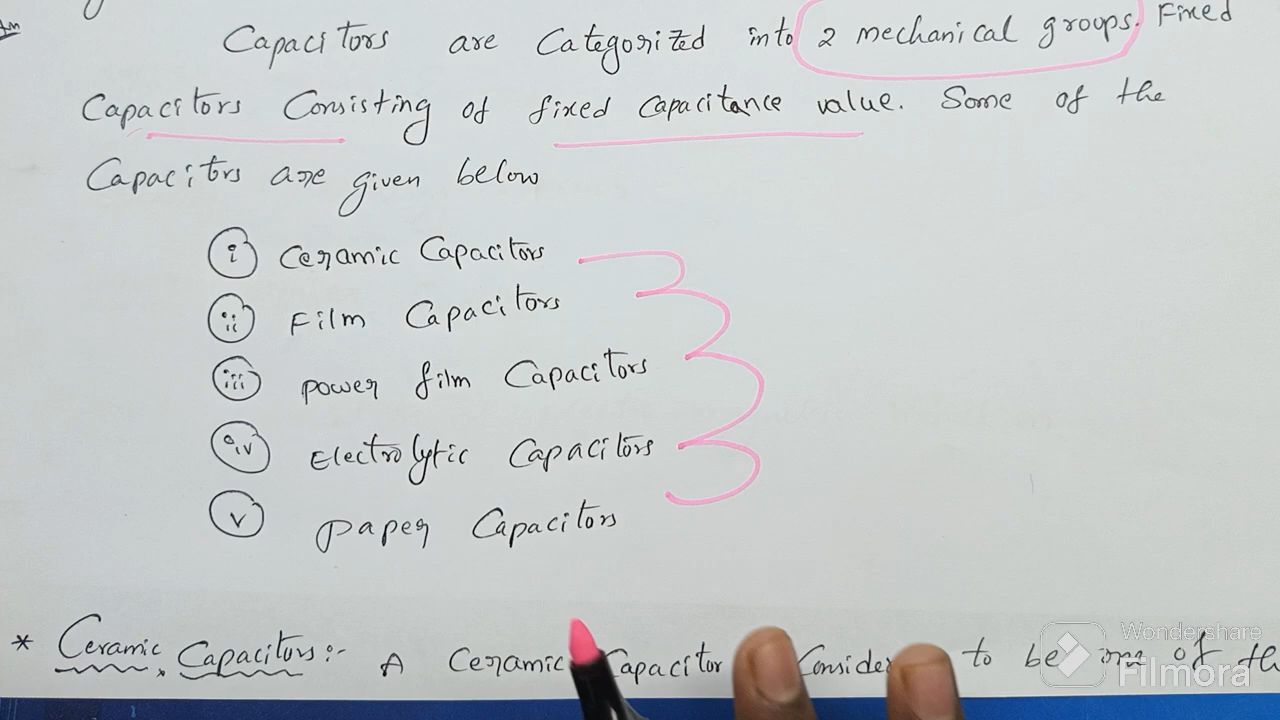 Ans
Capacitors are Categorized into 2 mechanical groups. Fixed
Capacitors Consisting of fixed Capacitance value. Some of the
Capacitors are given below
i Ceramic Capacitors
ii Film Capacitors
iii power film Capacitors
iv Electrolytic Capacitors
v paper Capacitors
* Ceramic Capacitors:- A Ceramic Capacitor Consider to be one of the
Wondershare
Filmora